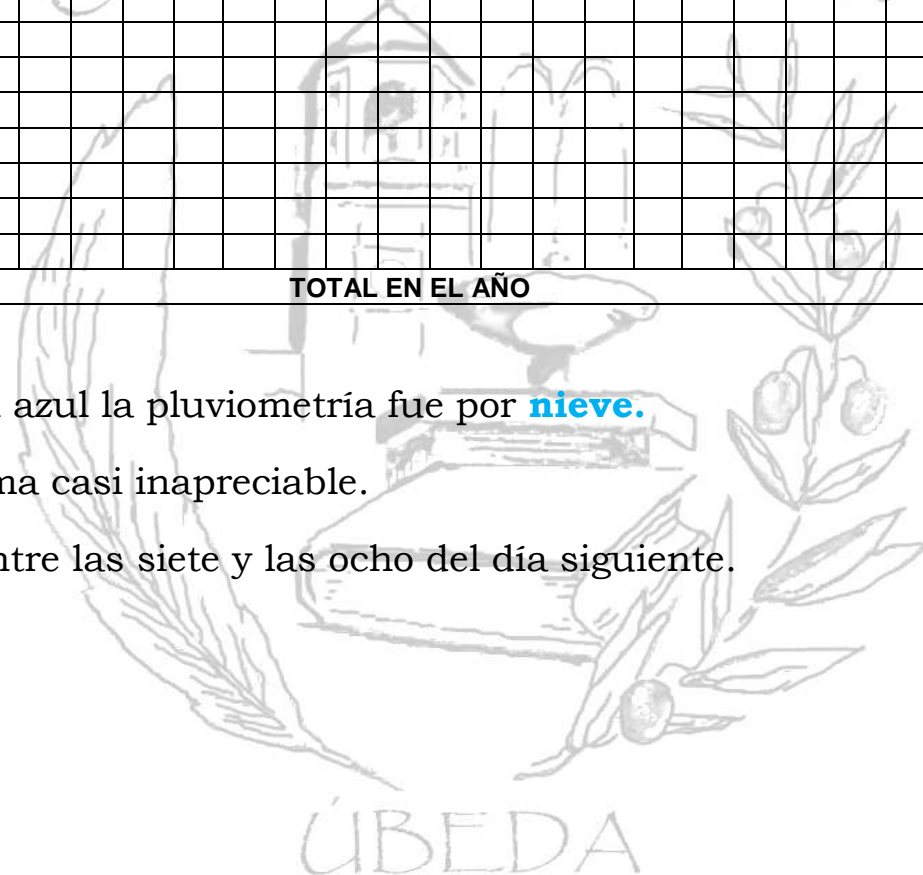 TOTAL EN EL AÑO
azul la pluviometría fue por nieve.
ma casi inapreciable.
ntre las siete y las ocho del día siguiente.
ÚBEDA